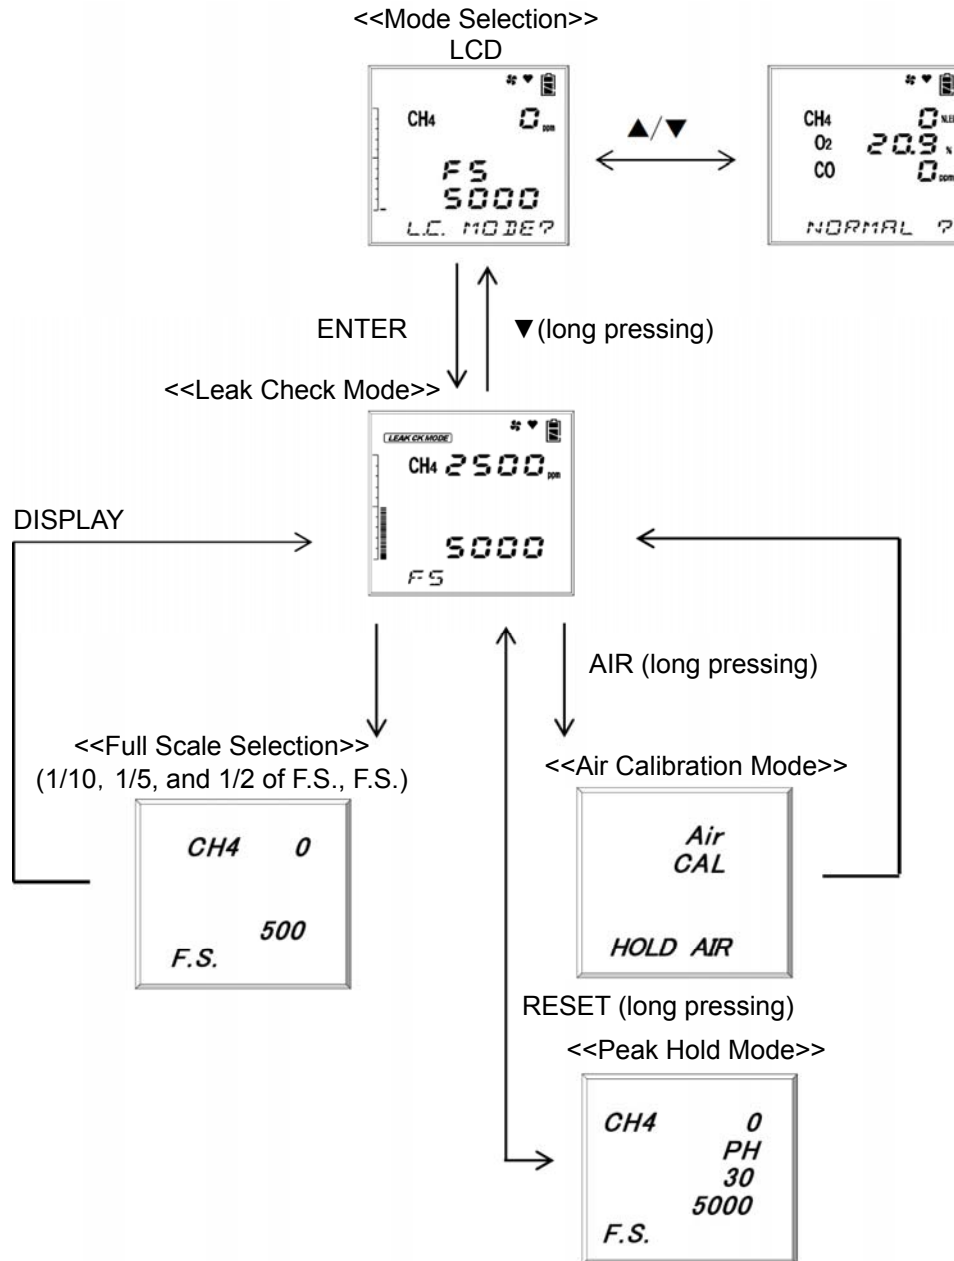 <<Mode Selection>>
LCD
CH4 0 ppm
FS
5000
L.C. MODE?
▲/▼
CH4 0
O2 20.9 %
CO 0 ppm
NORMAL ?
ENTER
▼(long pressing)
<<Leak Check Mode>>
LEAK CK MODE
CH4 2500 ppm
5000
FS
DISPLAY
AIR (long pressing)
<<Full Scale Selection>>
(1/10, 1/5, and 1/2 of F.S., F.S.)
CH4 0
500
F.S.
<<Air Calibration Mode>>
Air
CAL
HOLD AIR
RESET (long pressing)
<<Peak Hold Mode>>
CH4 0
PH
30
5000
F.S.